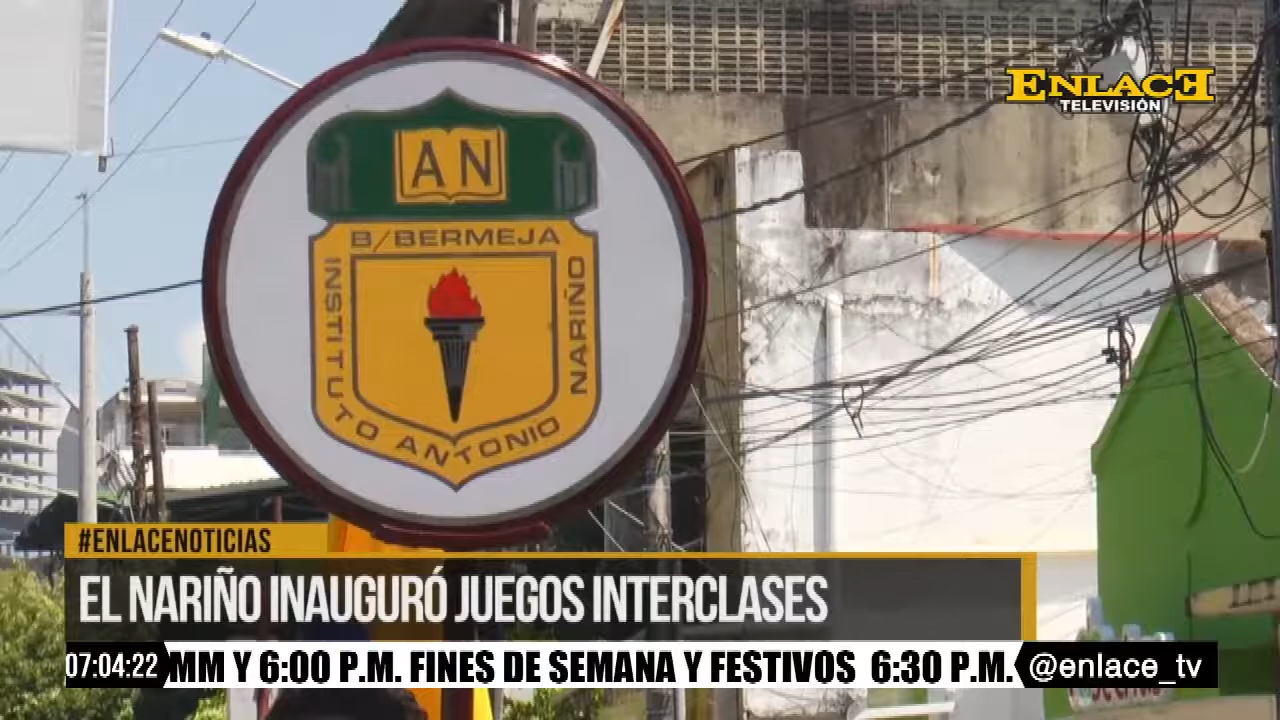 ENLACE
TELEVISIÓN
AN
B/BERMEJA
INSTITUTO ANTONIO NARIÑO
#ENLACENOTICIAS
EL NARIÑO INAUGURÓ JUEGOS INTERCLASES
07:04:22
MM Y 6:00 P.M. FINES DE SEMANA Y FESTIVOS 6:30 P.M.
@enlace_tv